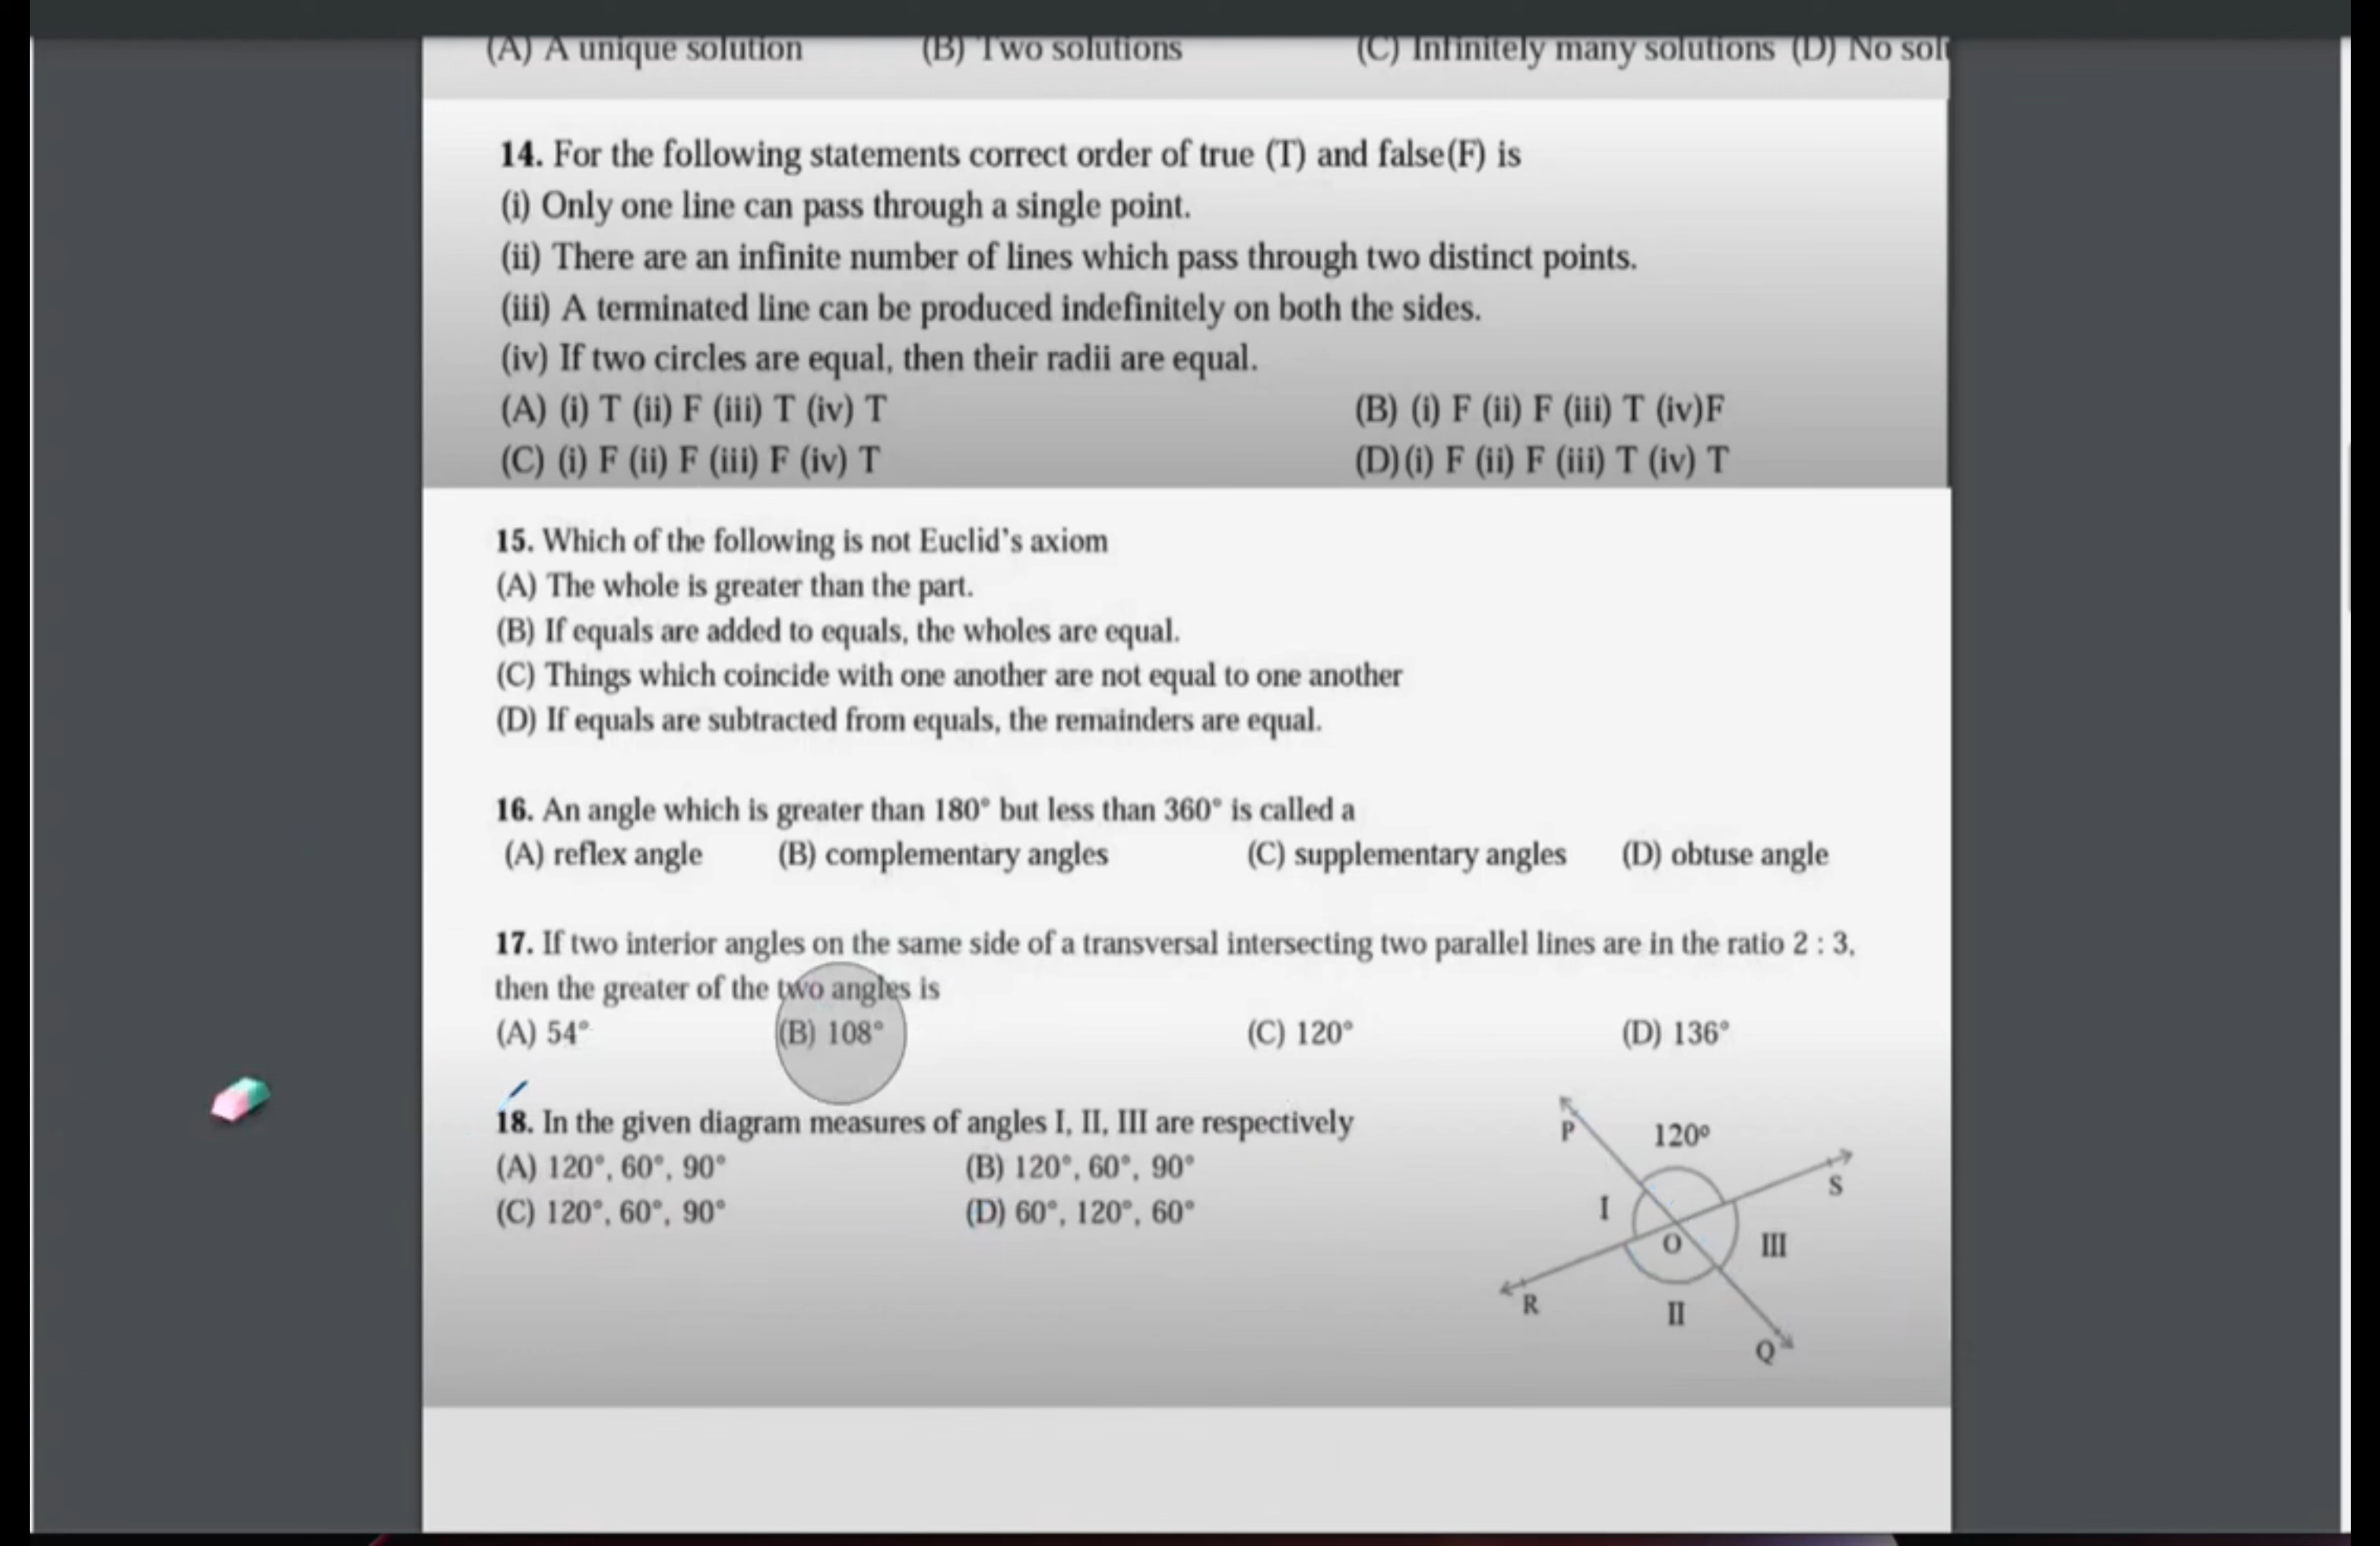 (A) A unique solution (B) Two solutions (C) Infinitely many solutions (D) No
14. For the following statements correct order of true (T) and false(F) is
(i) Only one line can pass through a single point.
(ii) There are an infinite number of lines which pass through two distinct points.
(iii) A terminated line can be produced indefinitely on both the sides.
(iv) If two circles are equal, then their radii are equal.
(A) (i) T (ii) F (iii) T (iv) T (B) (i) F (ii) F (iii) T (iv)F
(C) (i) F (ii) F (iii) F (iv) T (D)(i) F (ii) F (iii) T (iv) T
15. Which of the following is not Euclid's axiom
(A) The whole is greater than the part.
(B) If equals are added to equals, the wholes are equal.
(C) Things which coincide with one another are not equal to one another
(D) If equals are subtracted from equals, the remainders are equal.
16. An angle which is greater than 180° but less than 360° is called a
(A) reflex angle (B) complementary angles (C) supplementary angles (D) obtuse angle
17. If two interior angles on the same side of a transversal intersecting two parallel lines are in the ratio 2 : 3,
then the greater of the two angles is
(A) 54° (B) 108° (C) 120° (D) 136°
18. In the given diagram measures of angles I, II, III are respectively
(A) 120°, 60°, 90° (B) 120°, 60°, 90°
(C) 120°, 60°, 90° (D) 60°, 120°, 60°
P 120°
S
I
O III
R II
Q